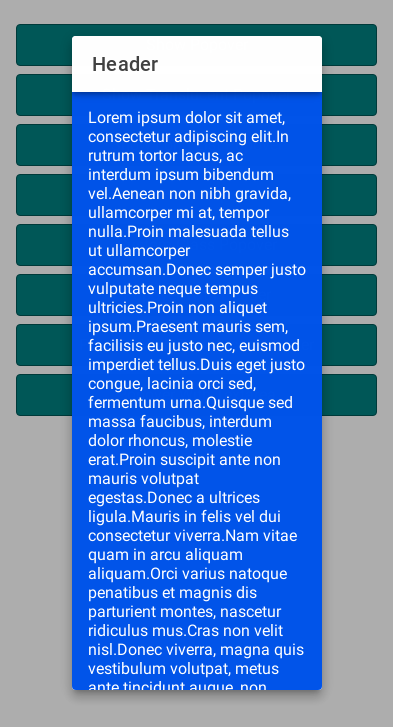 Header
Lorem ipsum dolor sit amet,
consectetur adipiscing elit.In
rutrum tortor lacus, ac
interdum ipsum bibendum
vel.Aenean non nibh gravida,
ullamcorper mi at, tempor
nulla.Proin malesuada tellus
ut ullamcorper
accumsan.Donec semper justo
vulputate neque tempus
ultricies.Proin non aliquet
ipsum.Praesent mauris sem,
facilisis eu justo nec, euismod
imperdiet tellus.Duis eget justo
congue, lacinia orci sed,
fermentum urna.Quisque sed
massa faucibus, interdum
dolor rhoncus, molestie
erat.Proin suscipit ante non
mauris volutpat
egestas.Donec a ultrices
ligula.Mauris in felis vel dui
consectetur viverra.Nam vitae
quam in arcu aliquam
aliquam.Orci varius natoque
penatibus et magnis dis
parturient montes, nascetur
ridiculus mus.Cras non velit
nisl.Donec viverra, magna quis
vestibulum volutpat, metus
ante tincidunt augue, non